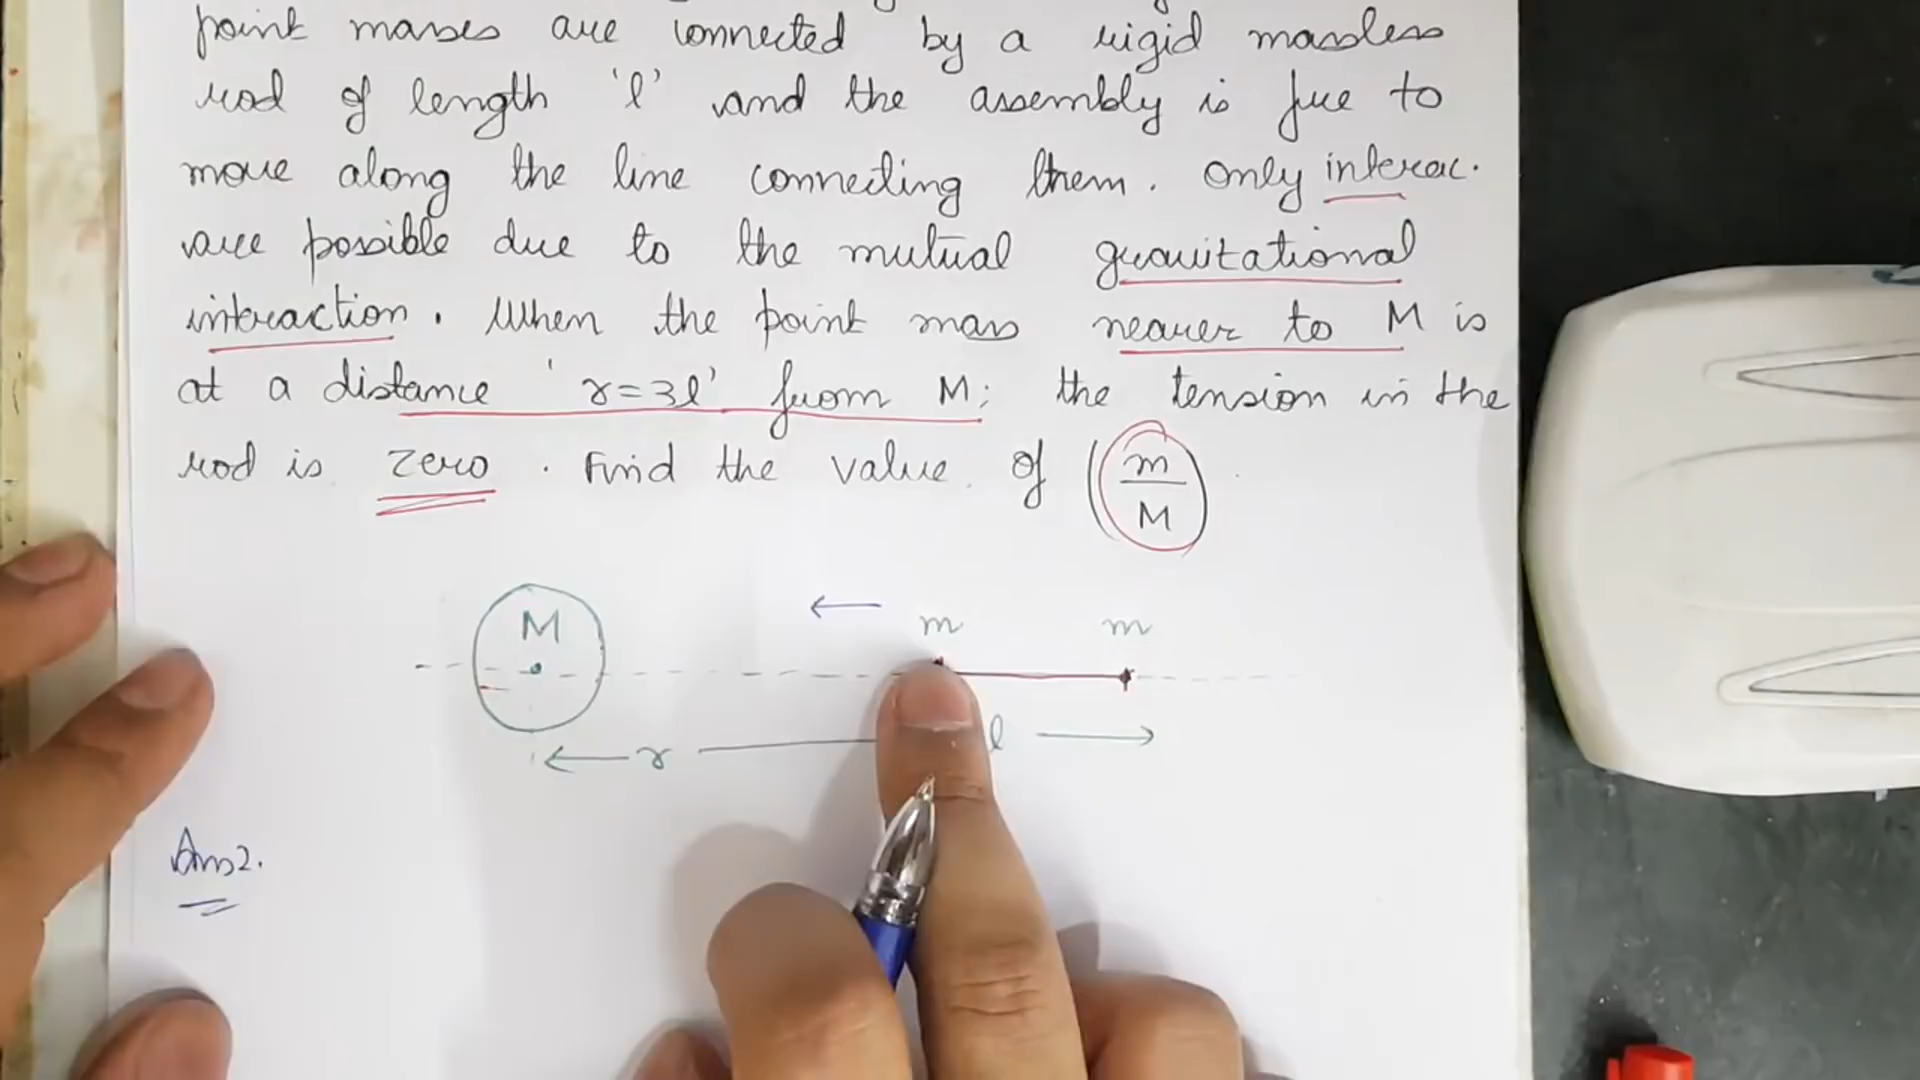 point masses are connected by a rigid massless
rod of length 'l' and the assembly is free to
move along the line connecting them. Only interac.
are possible due to the mutual gravitational
interaction. When the point mass nearer to M is
at a distance 'r=3l' from M; the tension in the
rod is zero. Find the value of (m/M)
M m m
r l
Ans2.